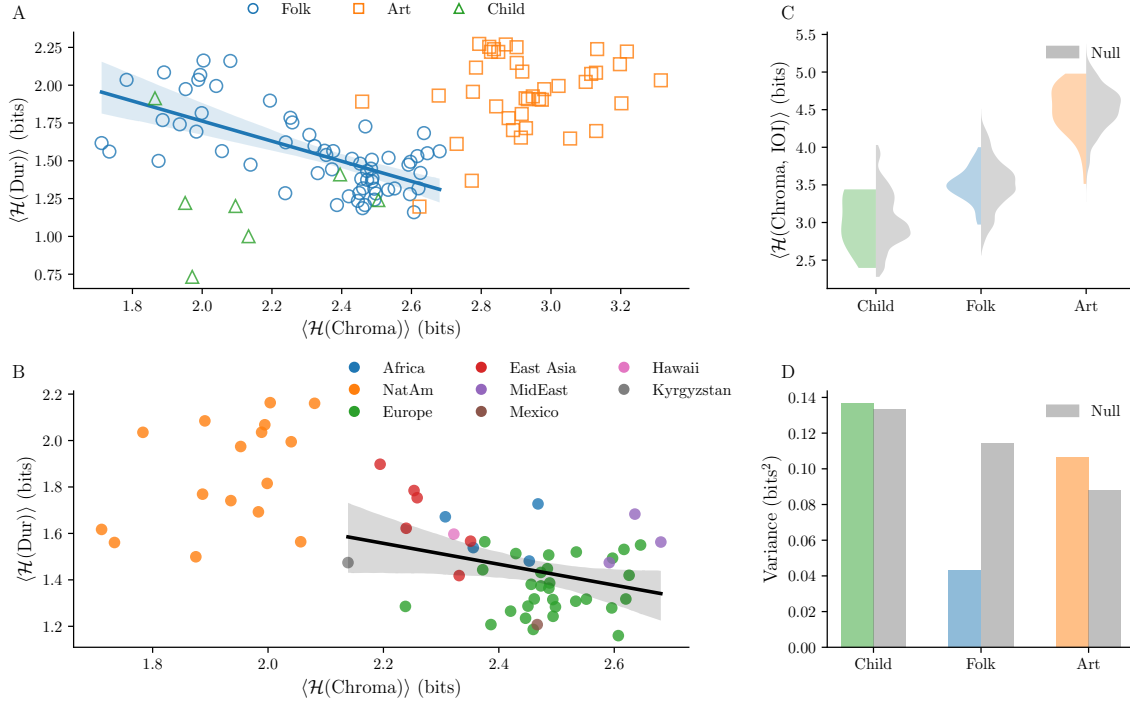 A
Folk Art Child
2.25
2.00
1.75
1.50
1.25
1.00
0.75
⟨ℋ(Dur)⟩ (bits)
1.8 2.0 2.2 2.4 2.6 2.8 3.0 3.2
⟨ℋ(Chroma)⟩ (bits)
C
Null
5.5
5.0
4.5
4.0
3.5
3.0
2.5
⟨ℋ(Chroma, IOI)⟩ (bits)
Child Folk Art
B
Africa East Asia Hawaii
NatAm MidEast Kyrgyzstan
Europe Mexico
2.2
2.0
1.8
1.6
1.4
1.2
⟨ℋ(Dur)⟩ (bits)
1.8 2.0 2.2 2.4 2.6
⟨ℋ(Chroma)⟩ (bits)
D
Null
0.14
0.12
0.10
0.08
0.06
0.04
0.02
0.00
Variance (bits²)
Child Folk Art